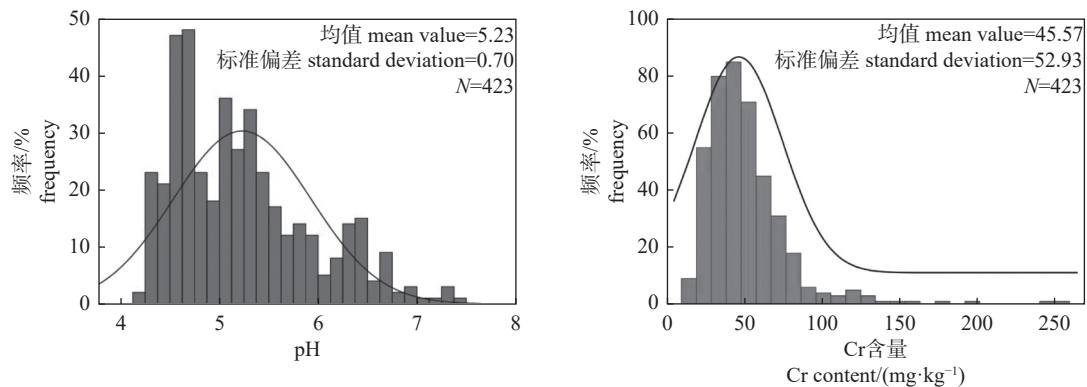 50
40
30
20
10
0
频率/%
frequency
均值 mean value=5.23
标准偏差 standard deviation=0.70
N=423
4
5
6
7
8
pH
100
80
60
40
20
0
频率/%
frequency
均值 mean value=45.57
标准偏差 standard deviation=52.93
N=423
0
50
100
150
200
250
Cr含量
Cr content/(mg·kg⁻¹)